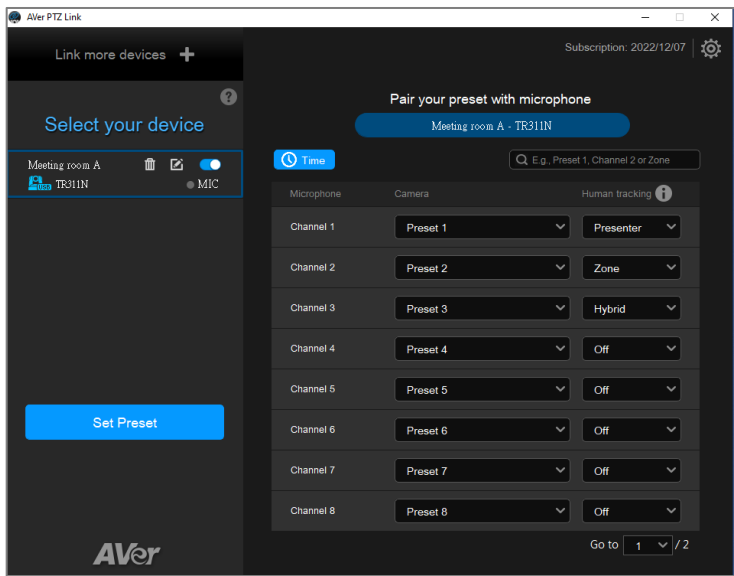 AVer PTZ Link
Link more devices +
Subscription: 2022/12/07
?
Select your device
Meeting room A
USB TR311N MIC
Set Preset
AVer
Pair your preset with microphone
Meeting room A - TR311N
Time
E.g., Preset 1, Channel 2 or Zone
Microphone Camera Human tracking i
Channel 1 Preset 1 Presenter
Channel 2 Preset 2 Zone
Channel 3 Preset 3 Hybrid
Channel 4 Preset 4 Off
Channel 5 Preset 5 Off
Channel 6 Preset 6 Off
Channel 7 Preset 7 Off
Channel 8 Preset 8 Off
Go to 1 / 2